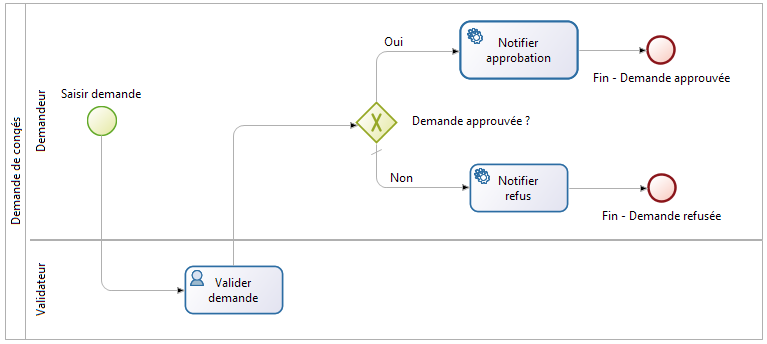 Demande de congés
Demandeur
Saisir demande
Oui
Notifier
approbation
Fin - Demande approuvée
Demande approuvée ?
Non
Notifier
refus
Fin - Demande refusée
Validateur
Valider
demande